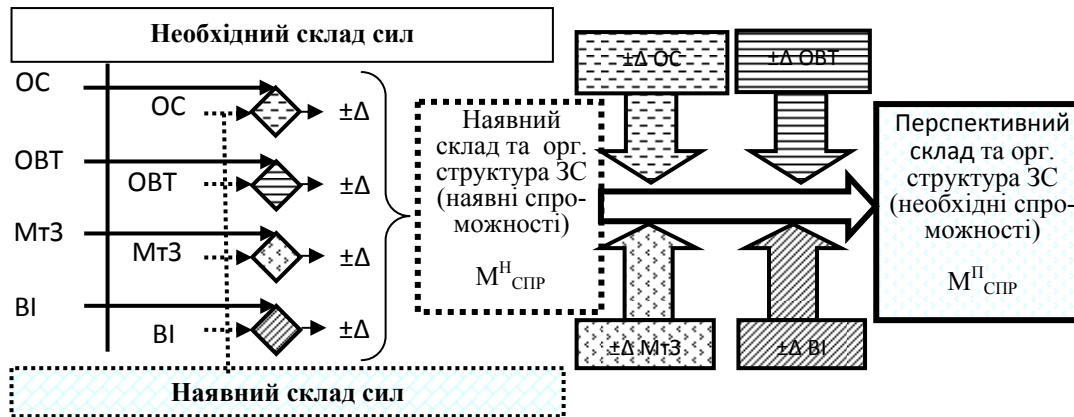 Необхідний склад сил
ОС
ОС
±Δ
ОВТ
ОВТ
±Δ
МтЗ
МтЗ
±Δ
ВІ
ВІ
±Δ
Наявний склад сил
Наявний
склад та орг.
структура ЗС
(наявні спро-
можності)
М^Н_СПР
±Δ ОС
±Δ ОВТ
±Δ МтЗ
±Δ ВІ
Перспективний
склад та орг.
структура ЗС
(необхідні спро-
можності)
М^П_СПР